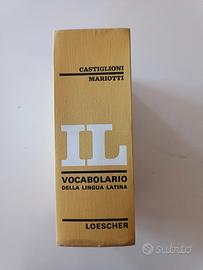 CASTIGLIONI
MARIOTTI
IL
VOCABOLARIO
DELLA LINGUA LATINA
LOESCHER
subito